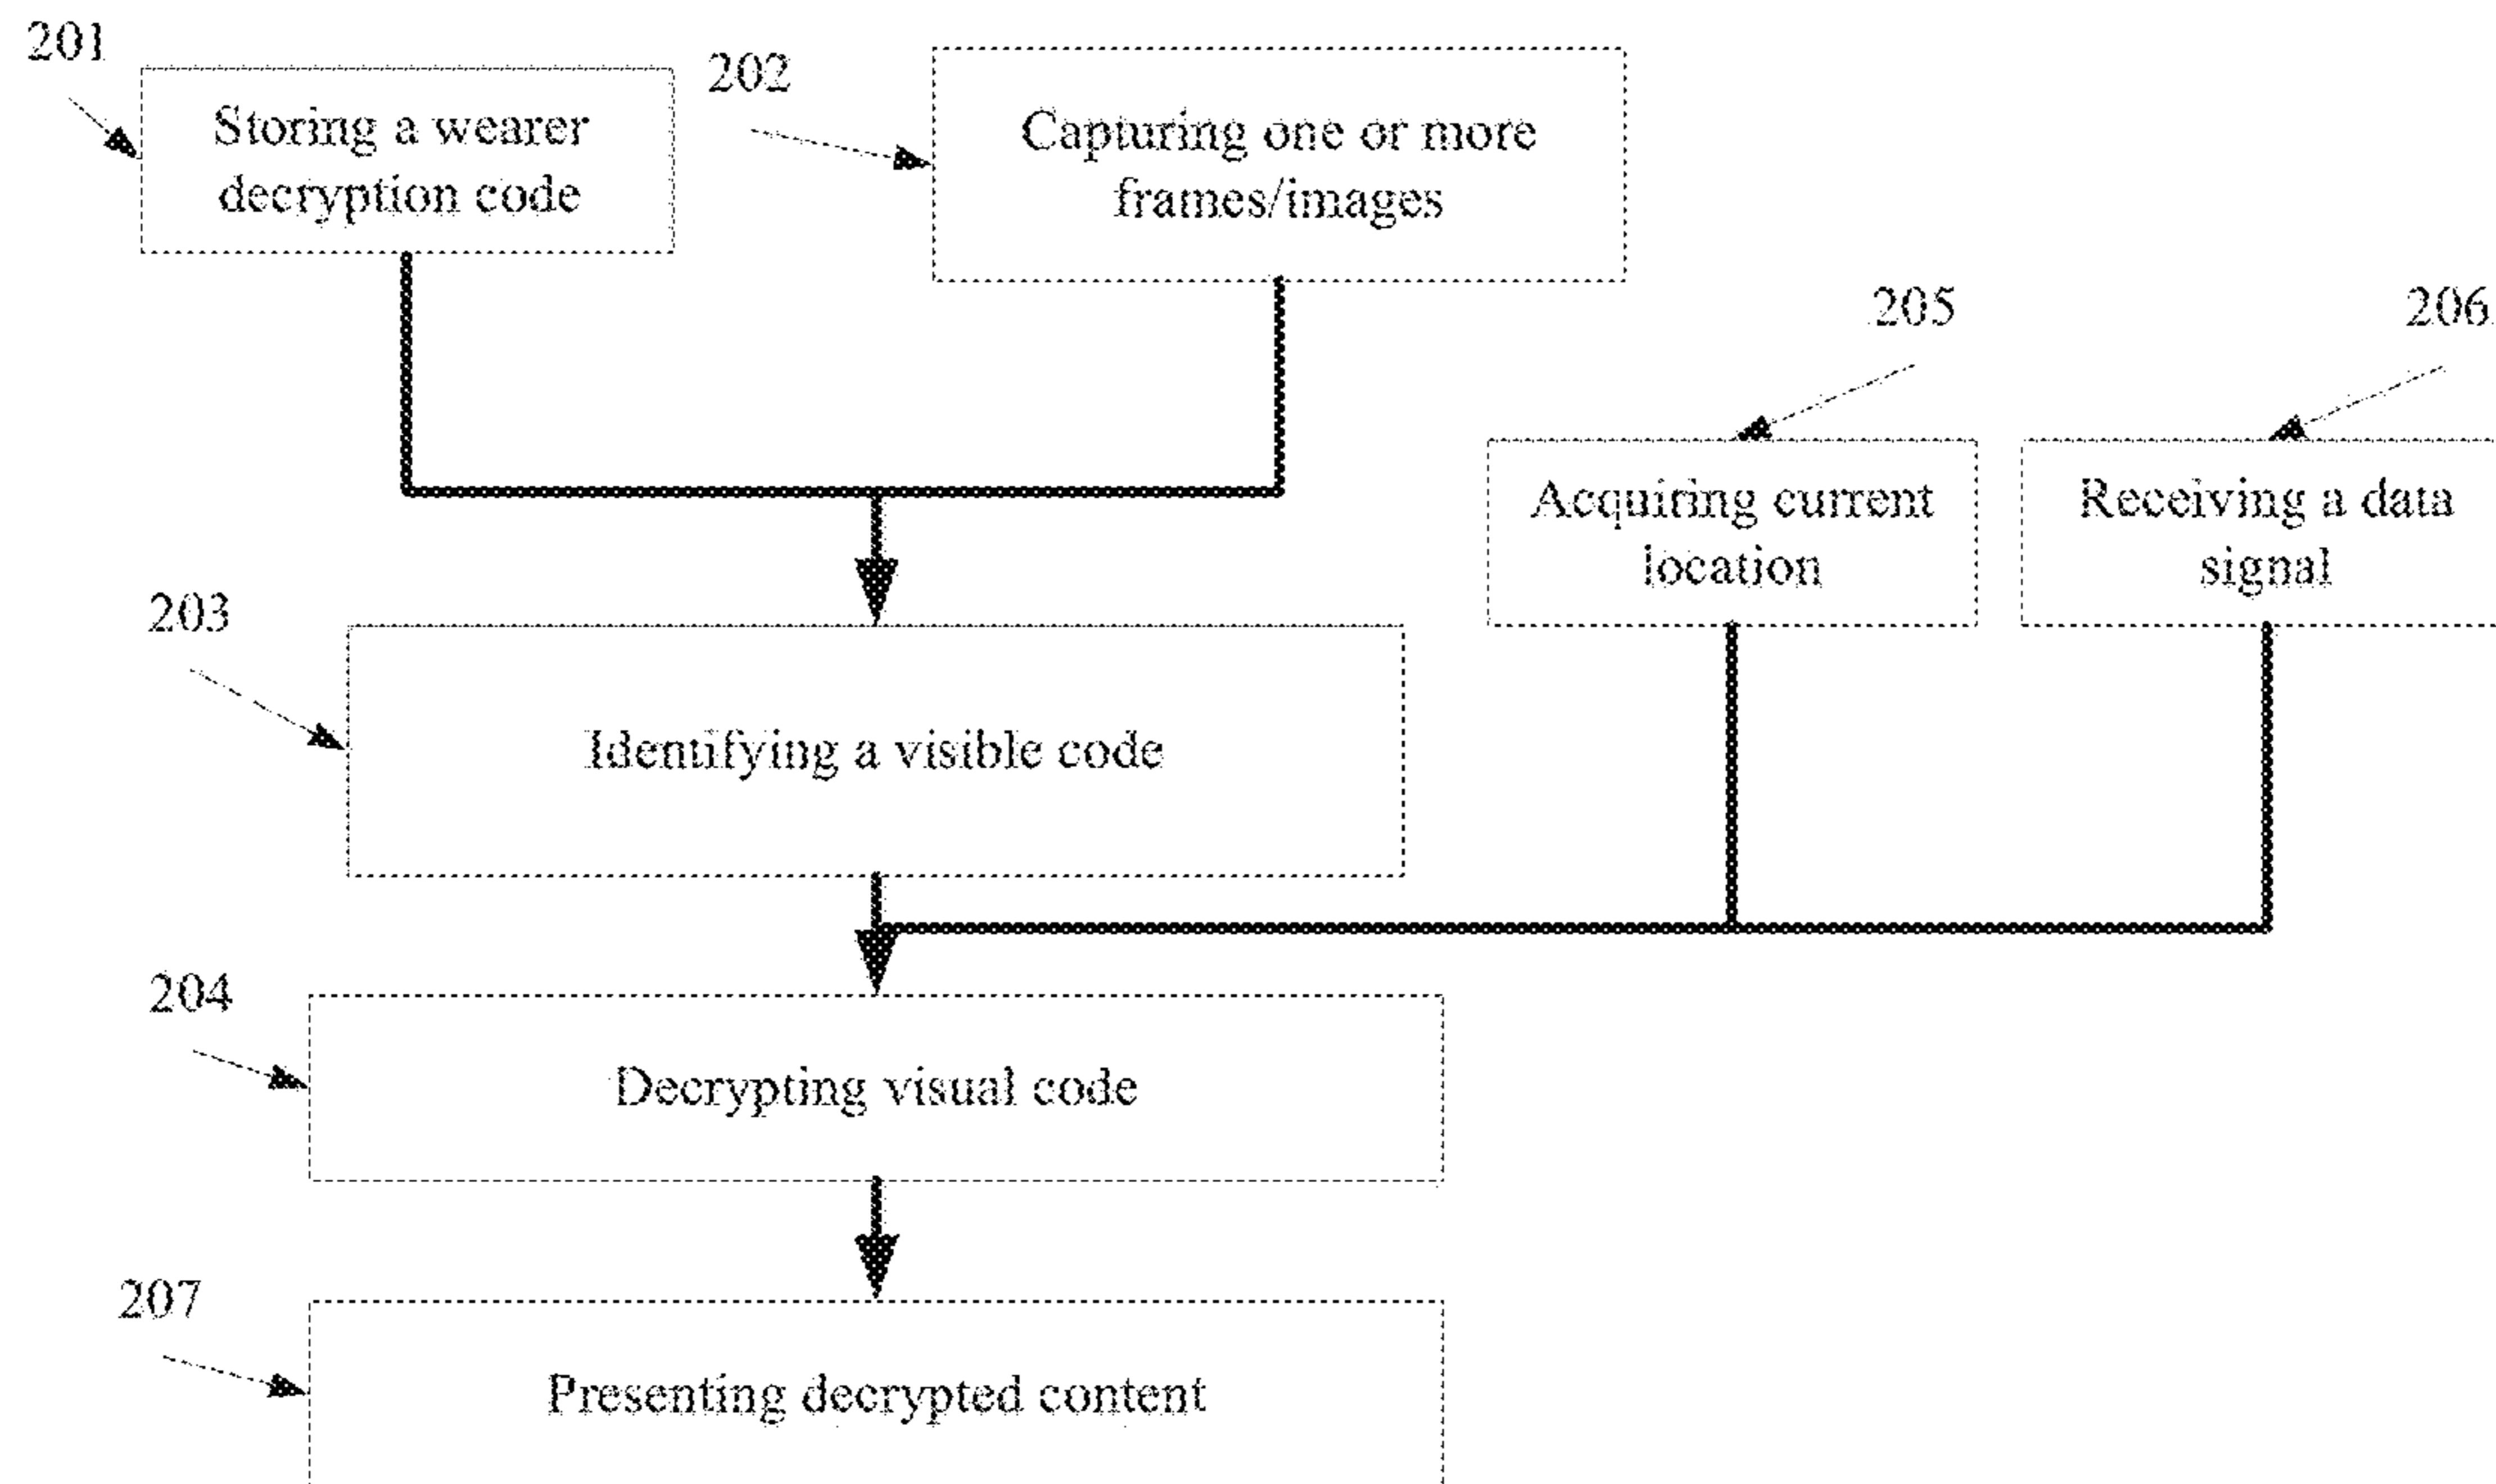 201
Storing a wearer
decryption code
202
Capturing one or more
frames/images
205
Acquiring current
location
206
Receiving a data
signal
203
Identifying a visible code
204
Decrypting visual code
207
Presenting decrypted content